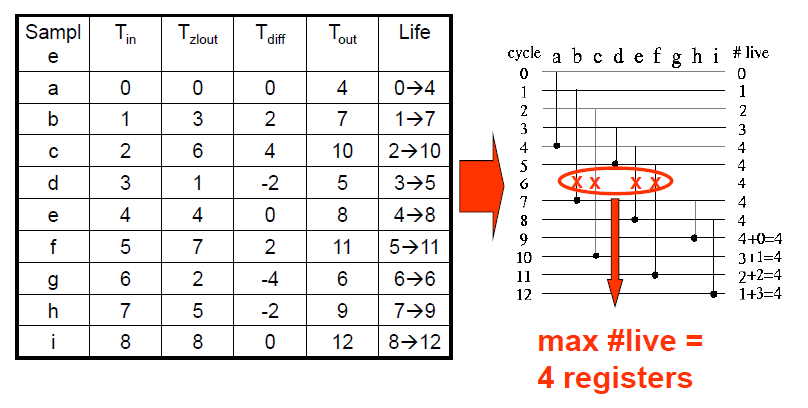 Sample Tin Tzlout Tdiff Tout Life
a 0 0 0 4 0→4
b 1 3 2 7 1→7
c 2 6 4 10 2→10
d 3 1 -2 5 3→5
e 4 4 0 8 4→8
f 5 7 2 11 5→11
g 6 2 -4 6 6→6
h 7 5 -2 9 7→9
i 8 8 0 12 8→12
cycle a b c d e f g h i # live
0 0
1 1
2 2
3 3
4 4
5 4
6 x x x x 4
7 4
8 4
9 4+0=4
10 3+1=4
11 2+2=4
12 1+3=4
max #live =
4 registers